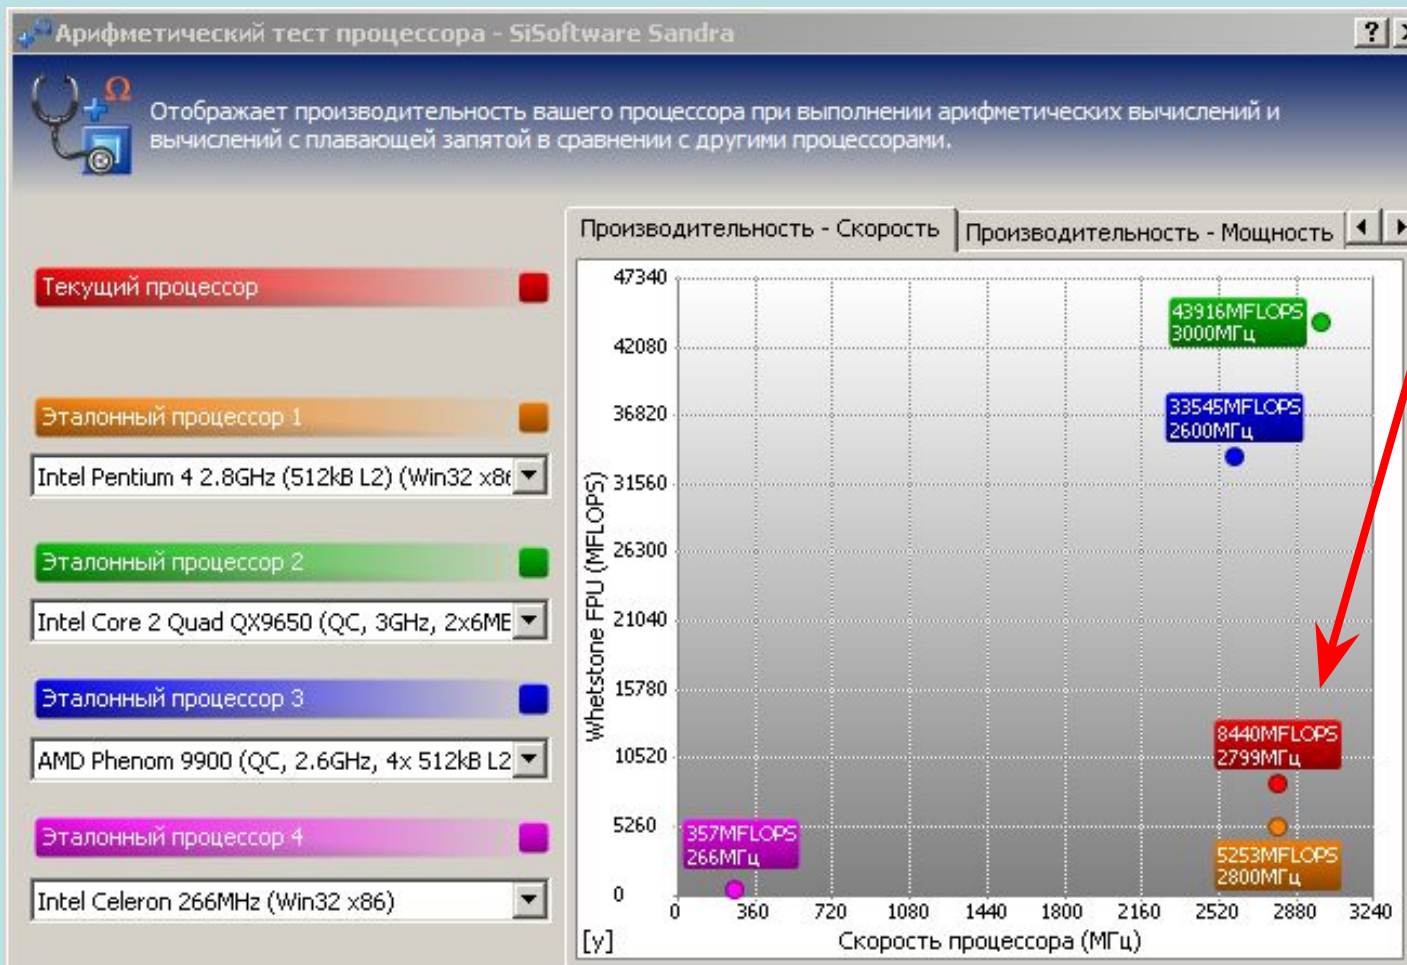 Арифметический тест процессора - SiSoftware Sandra
Отображает производительность вашего процессора при выполнении арифметических вычислений и
вычислений с плавающей запятой в сравнении с другими процессорами.
Текущий процессор
Эталонный процессор 1
Intel Pentium 4 2.8GHz (512kB L2) (Win32 x86
Эталонный процессор 2
Intel Core 2 Quad QX9650 (QC, 3GHz, 2x6ME
Эталонный процессор 3
AMD Phenom 9900 (QC, 2.6GHz, 4x 512kB L2
Эталонный процессор 4
Intel Celeron 266MHz (Win32 x86)
Производительность - Скорость
Производительность - Мощность
Whetstone FPU (MFLOPS)
47340
42080
36820
31560
26300
21040
15780
10520
5260
0
43916MFLOPS
3000МГц
33545MFLOPS
2600МГц
8440MFLOPS
2799МГц
357MFLOPS
266МГц
5253MFLOPS
2800МГц
0 360 720 1080 1440 1800 2160 2520 2880 3240
[y]
Скорость процессора (МГц)